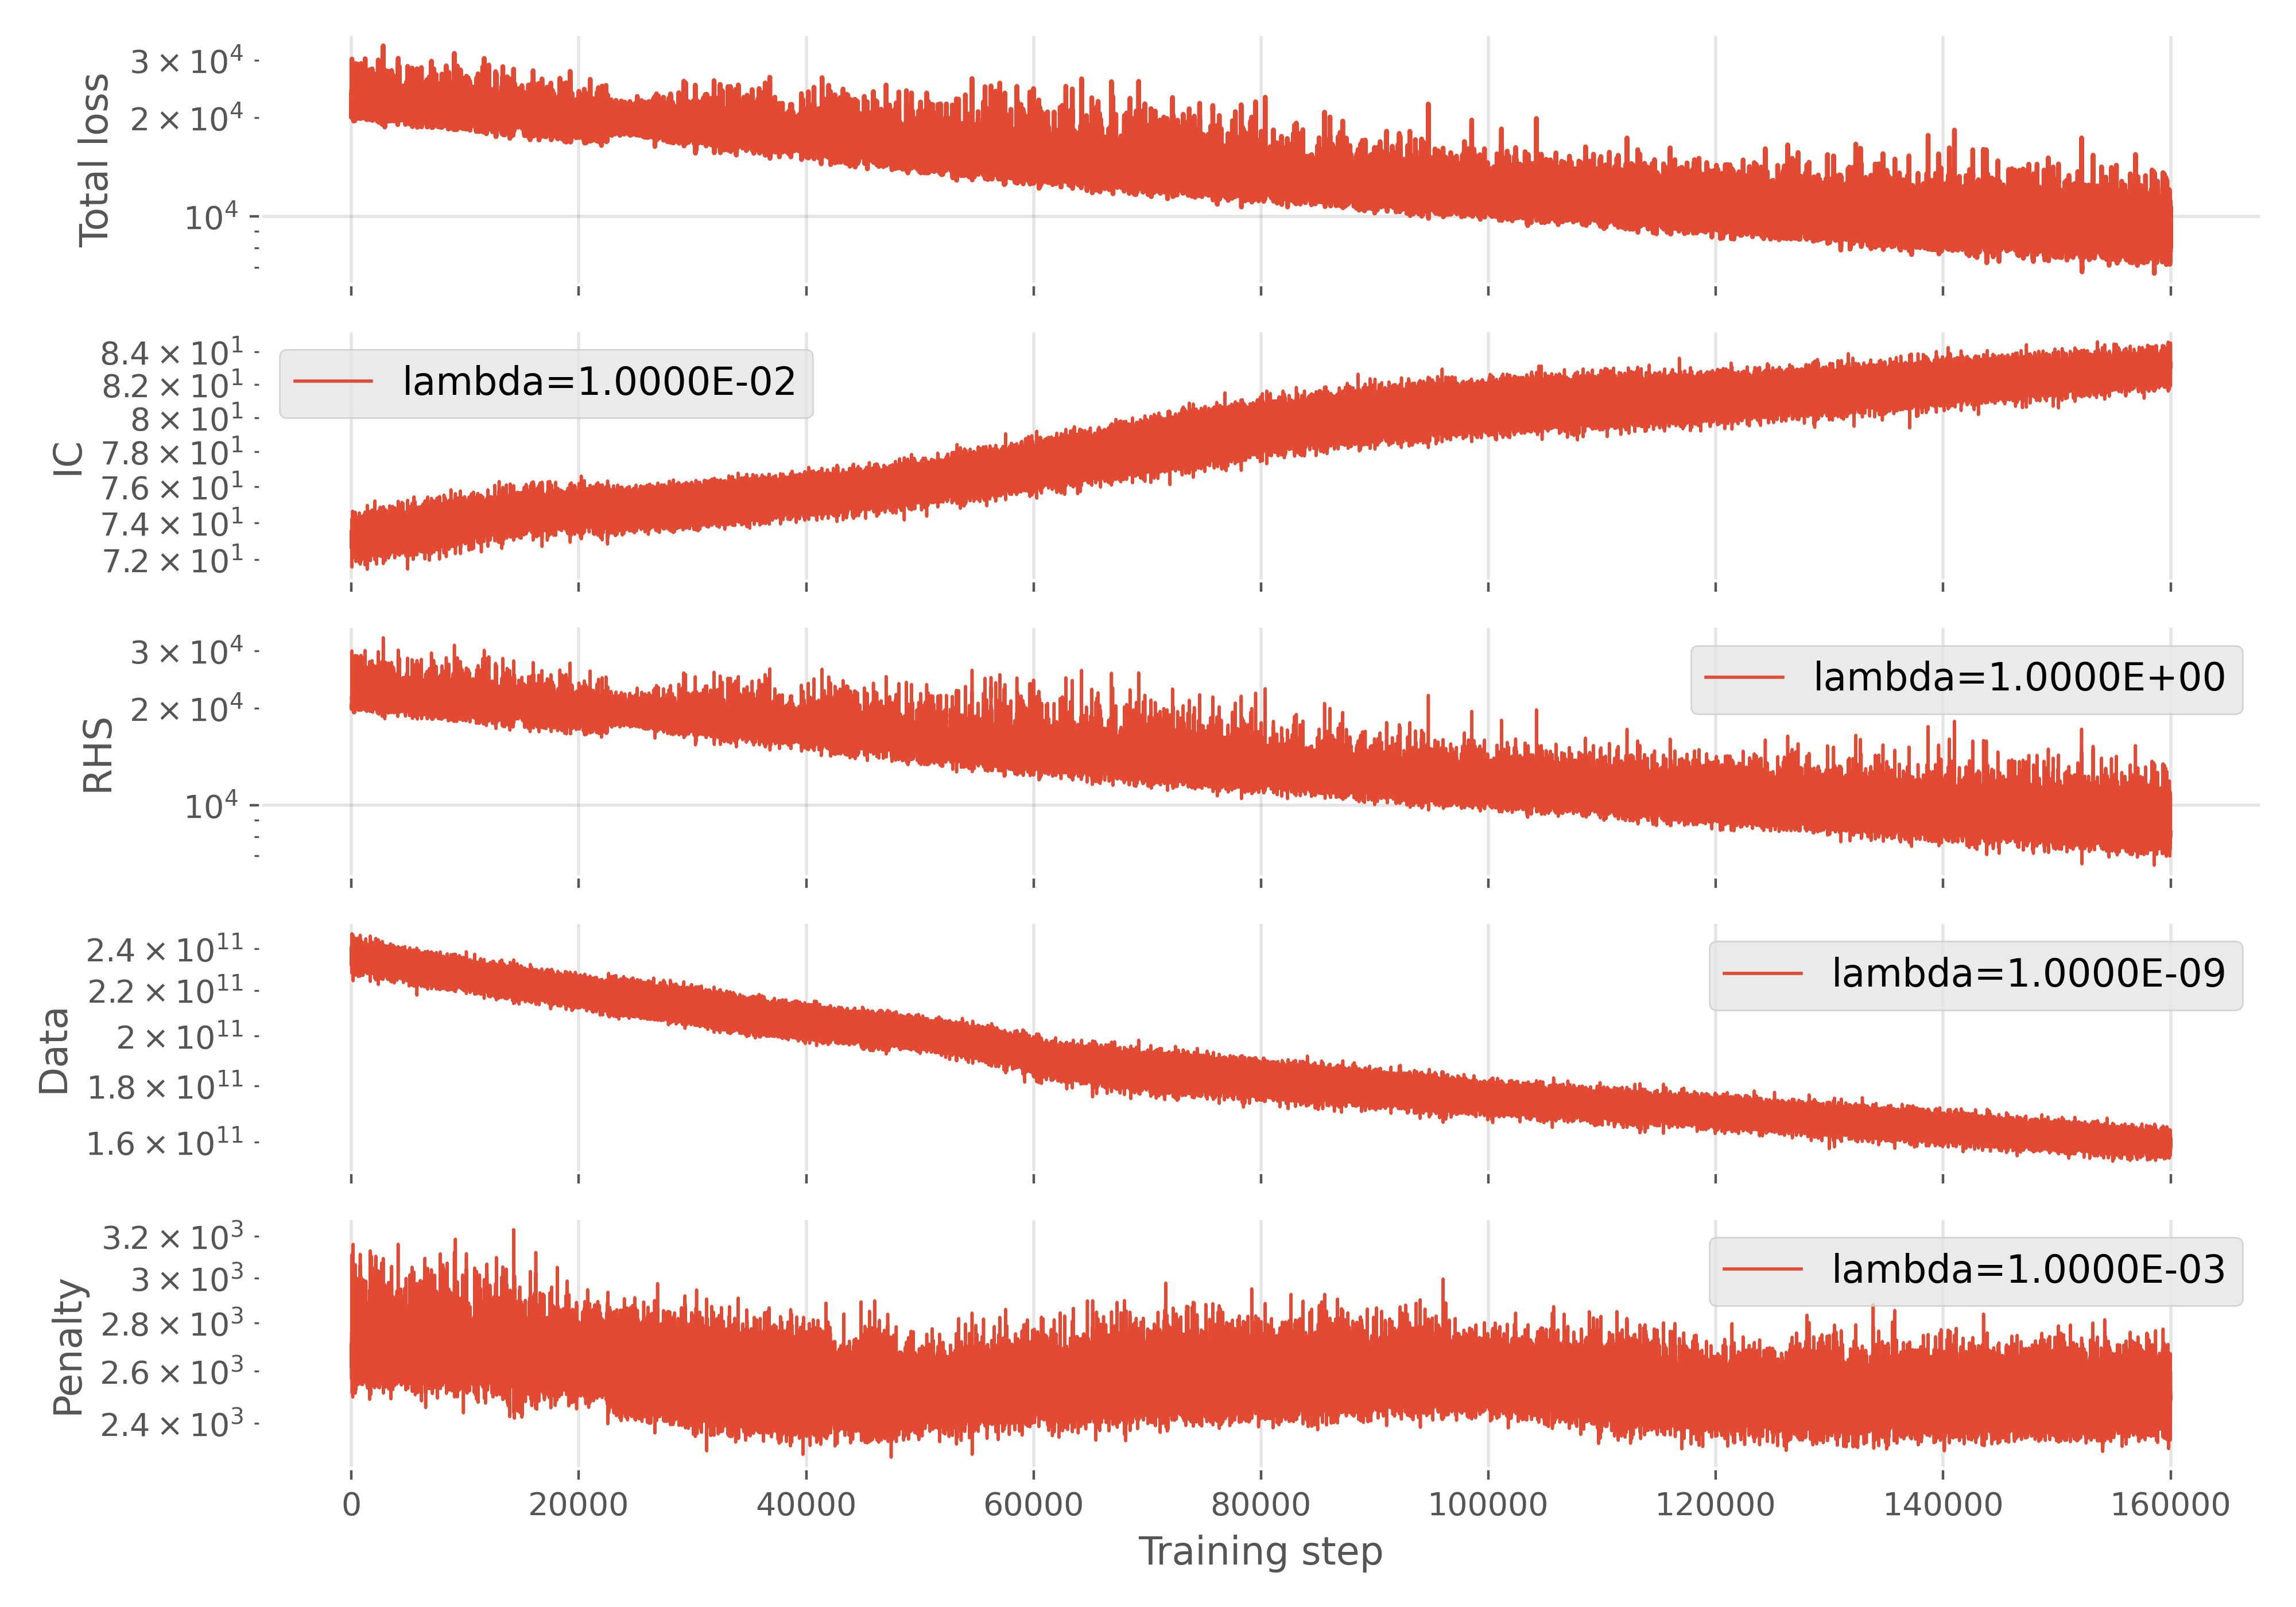 Total loss
3 × 10⁴
2 × 10⁴
10⁴
IC
8.4 × 10¹
8.2 × 10¹
8 × 10¹
7.8 × 10¹
7.6 × 10¹
7.4 × 10¹
7.2 × 10¹
lambda=1.0000E-02
RHS
3 × 10⁴
2 × 10⁴
10⁴
lambda=1.0000E+00
Data
2.4 × 10¹¹
2.2 × 10¹¹
2 × 10¹¹
1.8 × 10¹¹
1.6 × 10¹¹
lambda=1.0000E-09
Penalty
3.2 × 10³
3 × 10³
2.8 × 10³
2.6 × 10³
2.4 × 10³
lambda=1.0000E-03
0 20000 40000 60000 80000 100000 120000 140000 160000
Training step